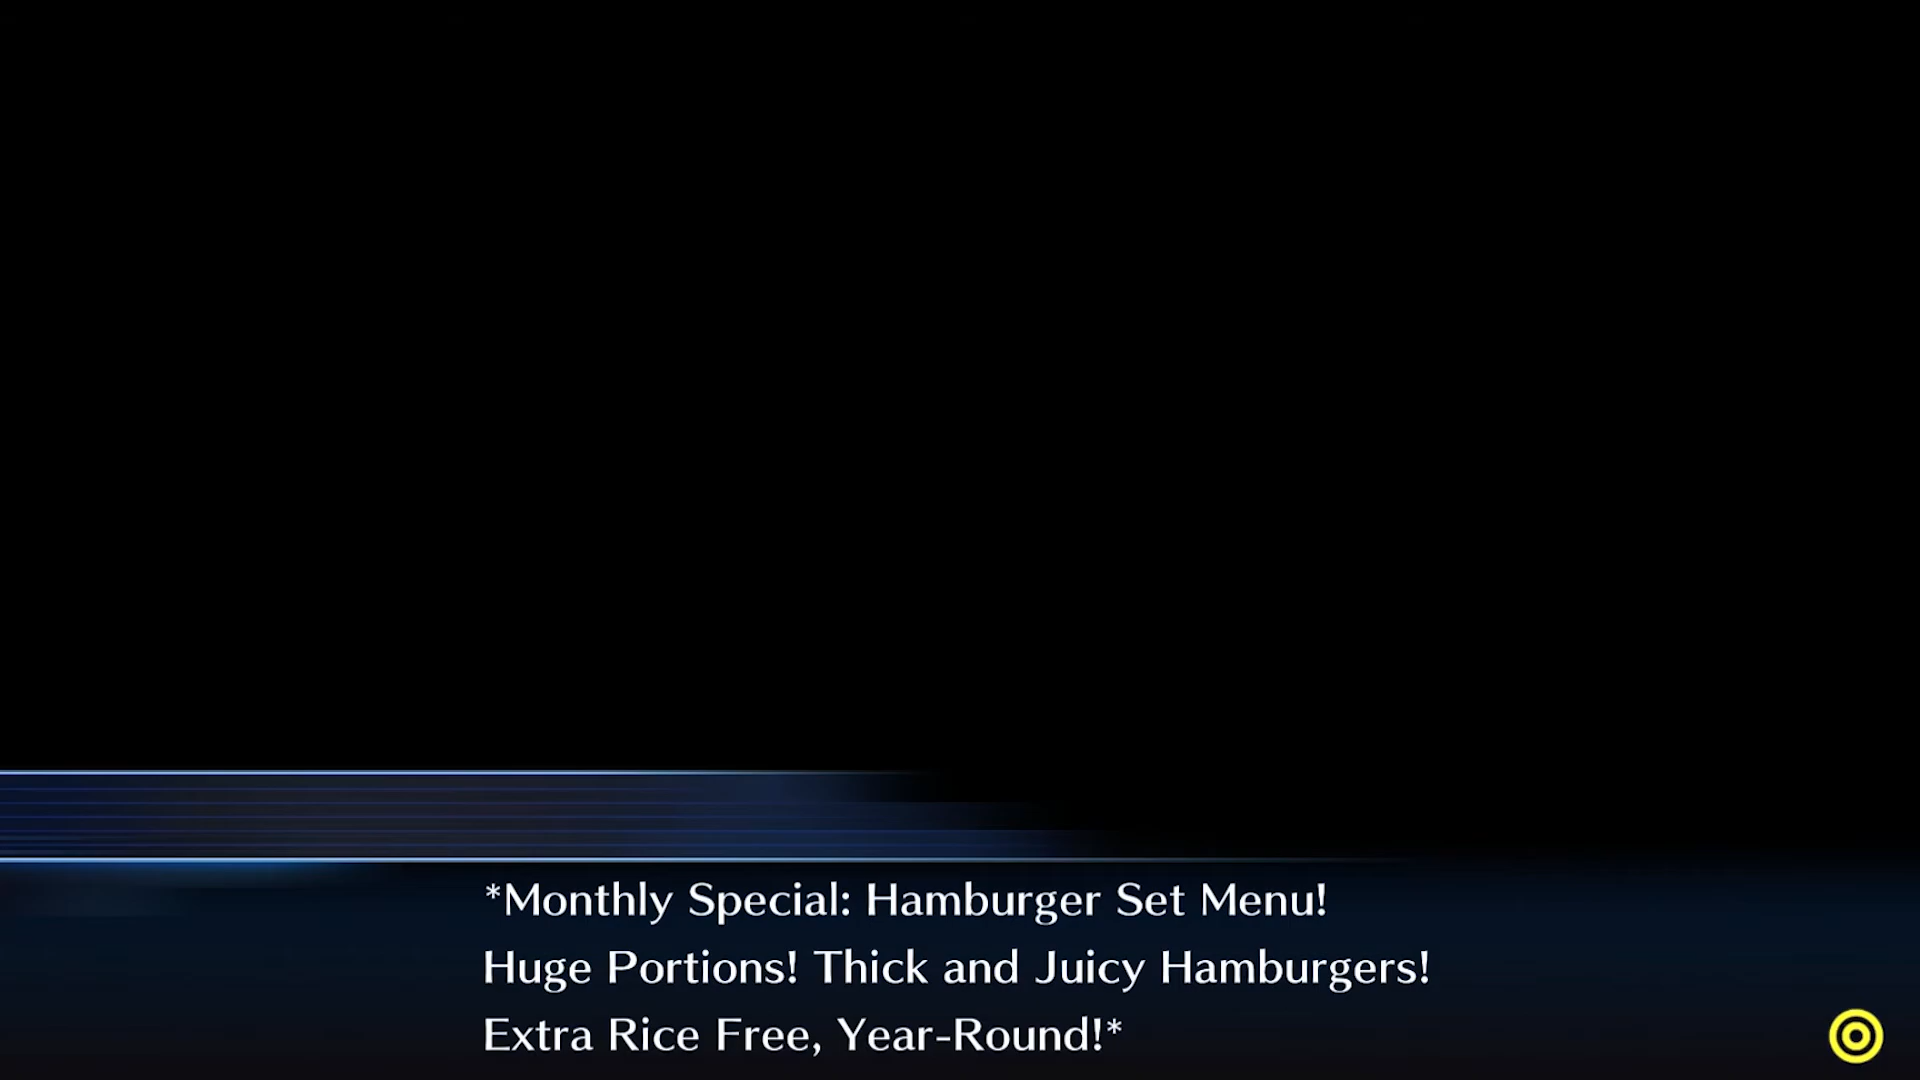 *Monthly Special: Hamburger Set Menu!
Huge Portions! Thick and Juicy Hamburgers!
Extra Rice Free, Year-Round!*